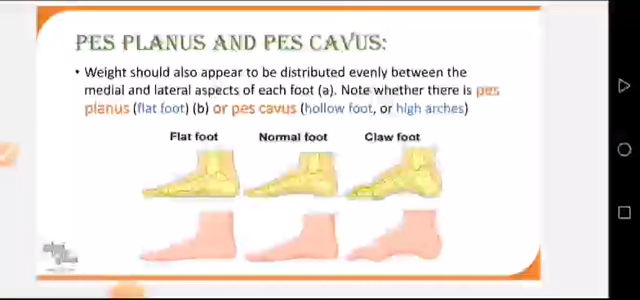 PES PLANUS AND PES CAVUS:
• Weight should also appear to be distributed evenly between the
medial and lateral aspects of each foot (a). Note whether there is pes
planus (flat foot) (b) or pes cavus (hollow foot, or high arches)
Flat foot Normal foot Claw foot